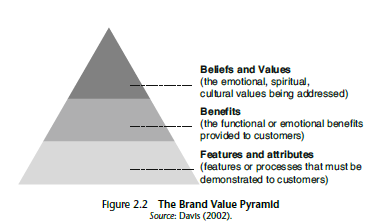 Beliefs and Values
(the emotional, spiritual,
cultural values being addressed)
Benefits
(the functional or emotional benefits
provided to customers)
Features and attributes
(features or processes that must be
demonstrated to customers)
Figure 2.2 The Brand Value Pyramid
Source: Davis (2002).